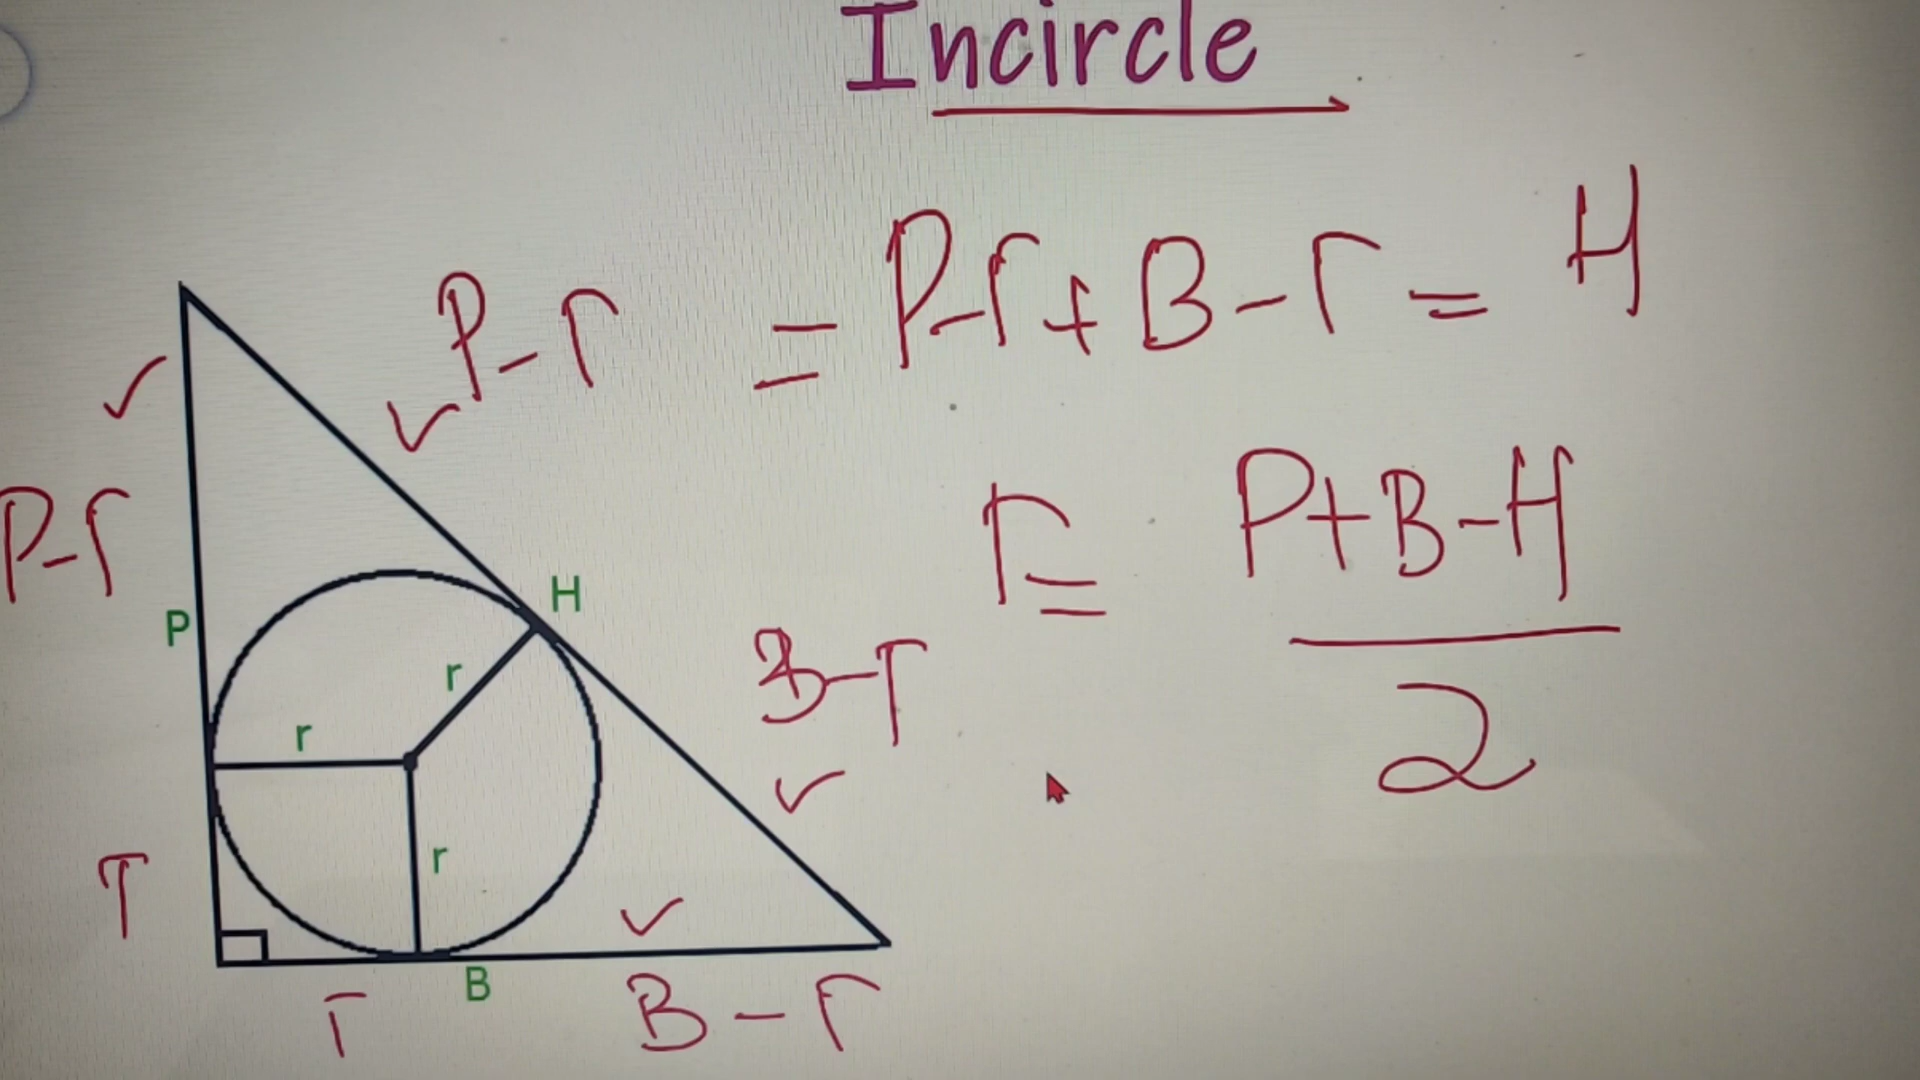 Incircle
P-r = P-r+B-r = H
P-r
r = P+B-H
2
H
P
B-r
r
r
r
r
B
r
B-r